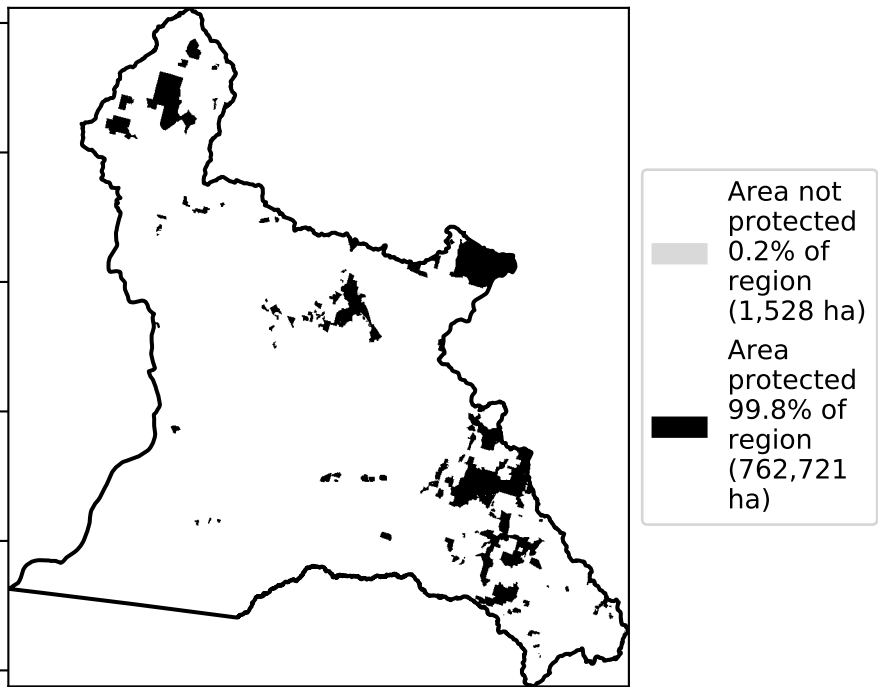 Area not
protected
0.2% of
region
(1,528 ha)
Area
protected
99.8% of
region
(762,721
ha)